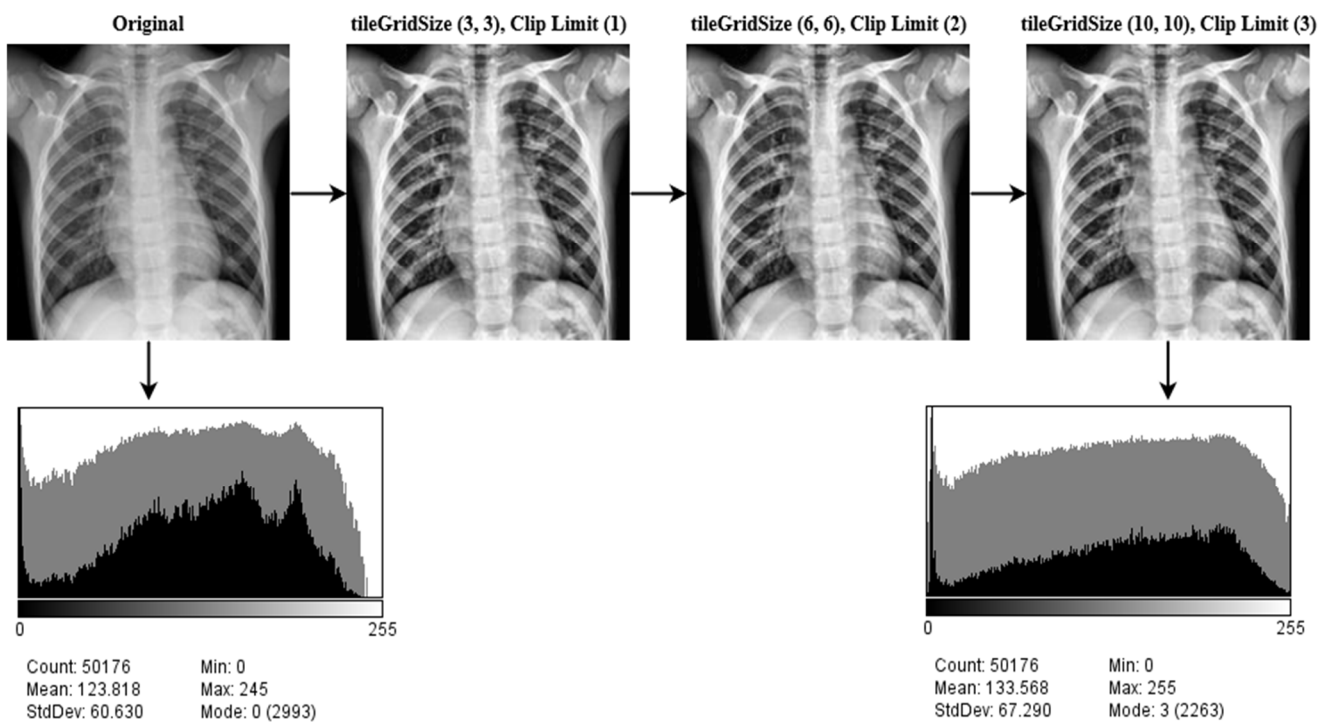 Original
tileGridSize (3, 3), Clip Limit (1)
tileGridSize (6, 6), Clip Limit (2)
tileGridSize (10, 10), Clip Limit (3)
0 255
Count: 50176 Min: 0
Mean: 123.818 Max: 245
StdDev: 60.630 Mode: 0 (2993)
0 255
Count: 50176 Min: 0
Mean: 133.568 Max: 255
StdDev: 67.290 Mode: 3 (2263)